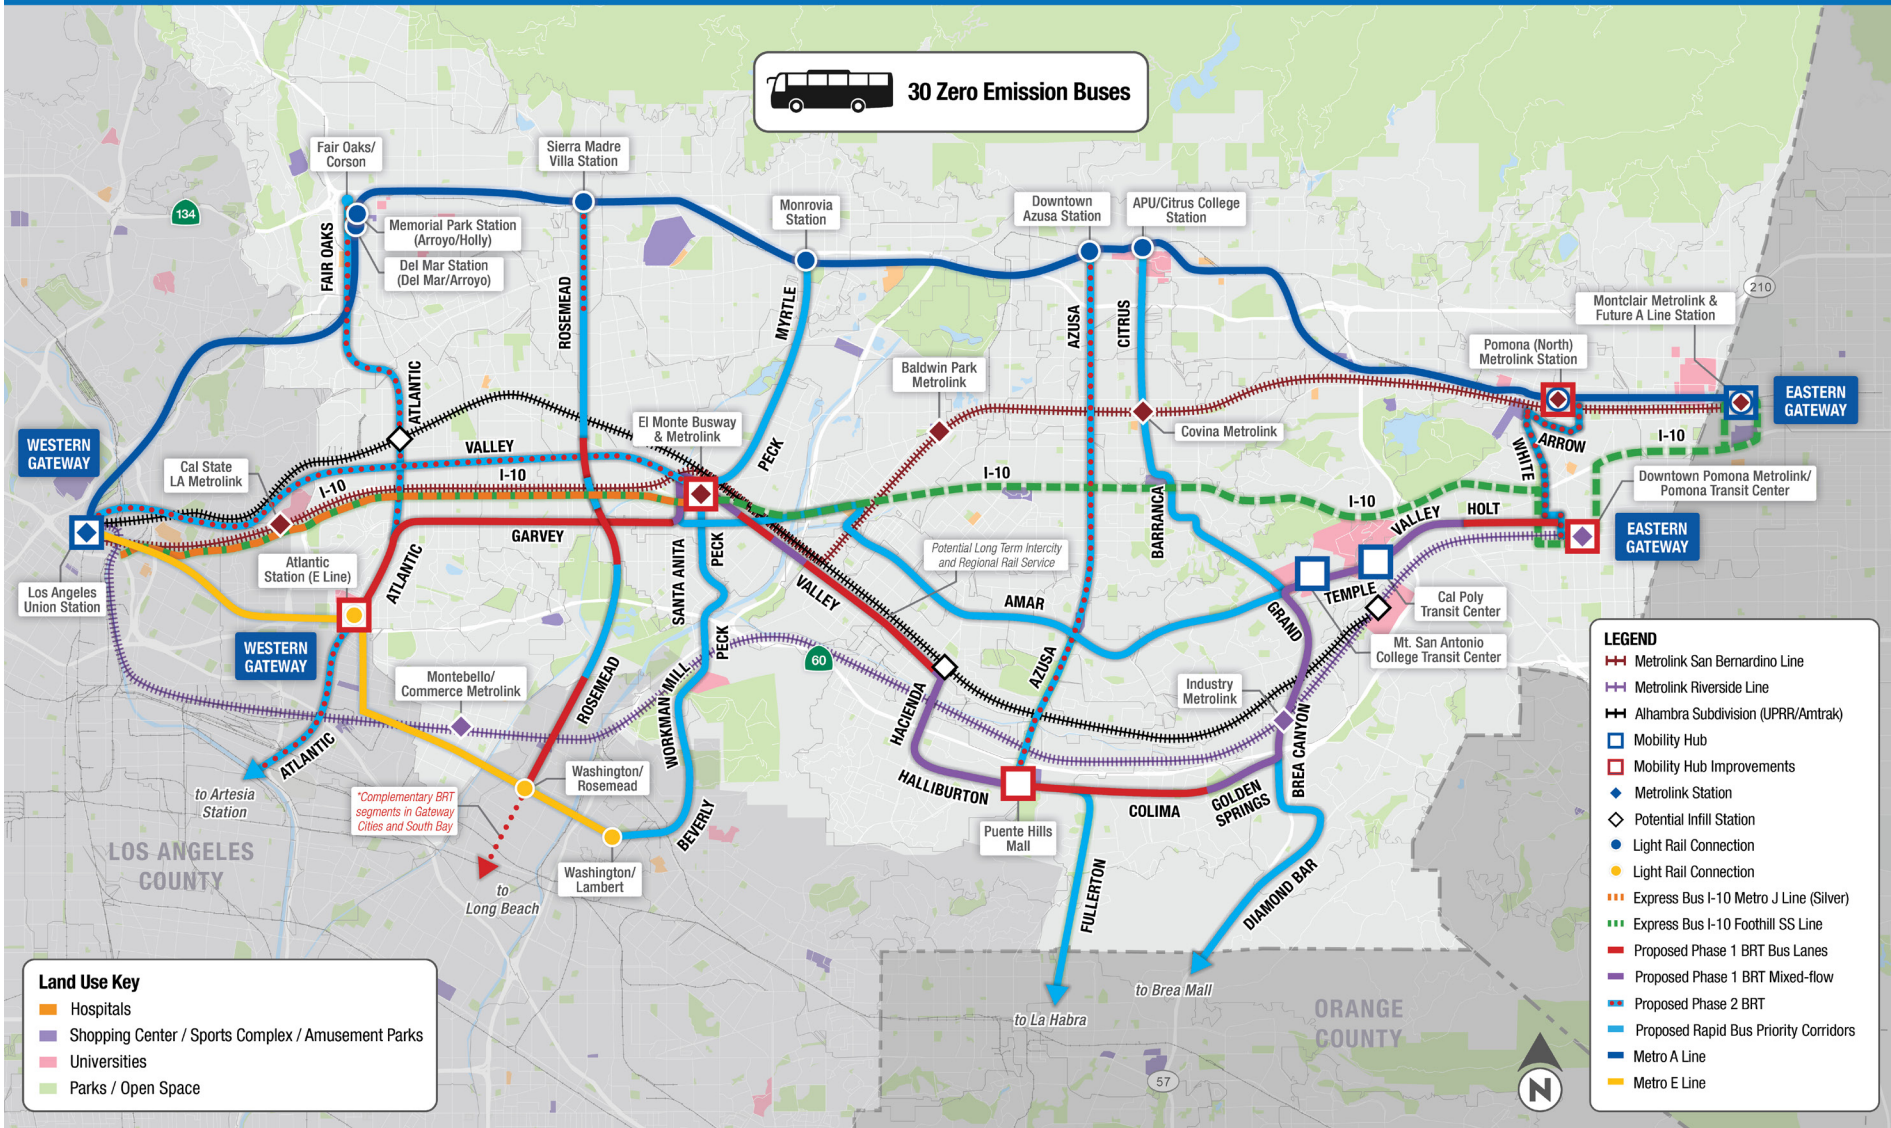 30 Zero Emission Buses
Fair Oaks/
Corson
Sierra Madre
Villa Station
134
Memorial Park Station
(Arroyo/Holly)
Del Mar Station
(Del Mar/Arroyo)
Monrovia
Station
Downtown
Azusa Station
APU/Citrus College
Station
210
Montclair Metrolink &
Future A Line Station
Pomona (North)
Metrolink Station
FAIR OAKS
ROSEMEAD
MYRTLE
AZUSA
CITRUS
Baldwin Park
Metrolink
ATLANTIC
EASTERN
GATEWAY
El Monte Busway
& Metrolink
Covina Metrolink
WESTERN
GATEWAY
VALLEY
PECK
ARROW
I-10
WHITE
Cal State
LA Metrolink
I-10
I-10
I-10
I-10
Downtown Pomona Metrolink/
Pomona Transit Center
VALLEY
HOLT
BARRANCA
GARVEY
EASTERN
GATEWAY
SANTA ANITA
PECK
Potential Long Term Intercity
and Regional Rail Service
Atlantic
Station (E Line)
ATLANTIC
VALLEY
Los Angeles
Union Station
AMAR
GRAND
TEMPLE
Cal Poly
Transit Center
Mt. San Antonio
College Transit Center
WESTERN
GATEWAY
PECK
60
AZUSA
Montebello/
Commerce Metrolink
ROSEMEAD
WORKMAN MILL
HACIENDA
Industry
Metrolink
BREA CANYON
ATLANTIC
to Artesia
Station
Washington/
Rosemead
*Complementary BRT
segments in Gateway
Cities and South Bay
HALLIBURTON
COLIMA
GOLDEN
SPRINGS
Puente Hills
Mall
BEVERLY
LOS ANGELES
COUNTY
Washington/
Lambert
to
Long Beach
FULLERTON
DIAMOND BAR
to Brea Mall
to La Habra
ORANGE
COUNTY
57
N
Land Use Key
Hospitals
Shopping Center / Sports Complex / Amusement Parks
Universities
Parks / Open Space
LEGEND
Metrolink San Bernardino Line
Metrolink Riverside Line
Alhambra Subdivision (UPRR/Amtrak)
Mobility Hub
Mobility Hub Improvements
Metrolink Station
Potential Infill Station
Light Rail Connection
Light Rail Connection
Express Bus I-10 Metro J Line (Silver)
Express Bus I-10 Foothill SS Line
Proposed Phase 1 BRT Bus Lanes
Proposed Phase 1 BRT Mixed-flow
Proposed Phase 2 BRT
Proposed Rapid Bus Priority Corridors
Metro A Line
Metro E Line